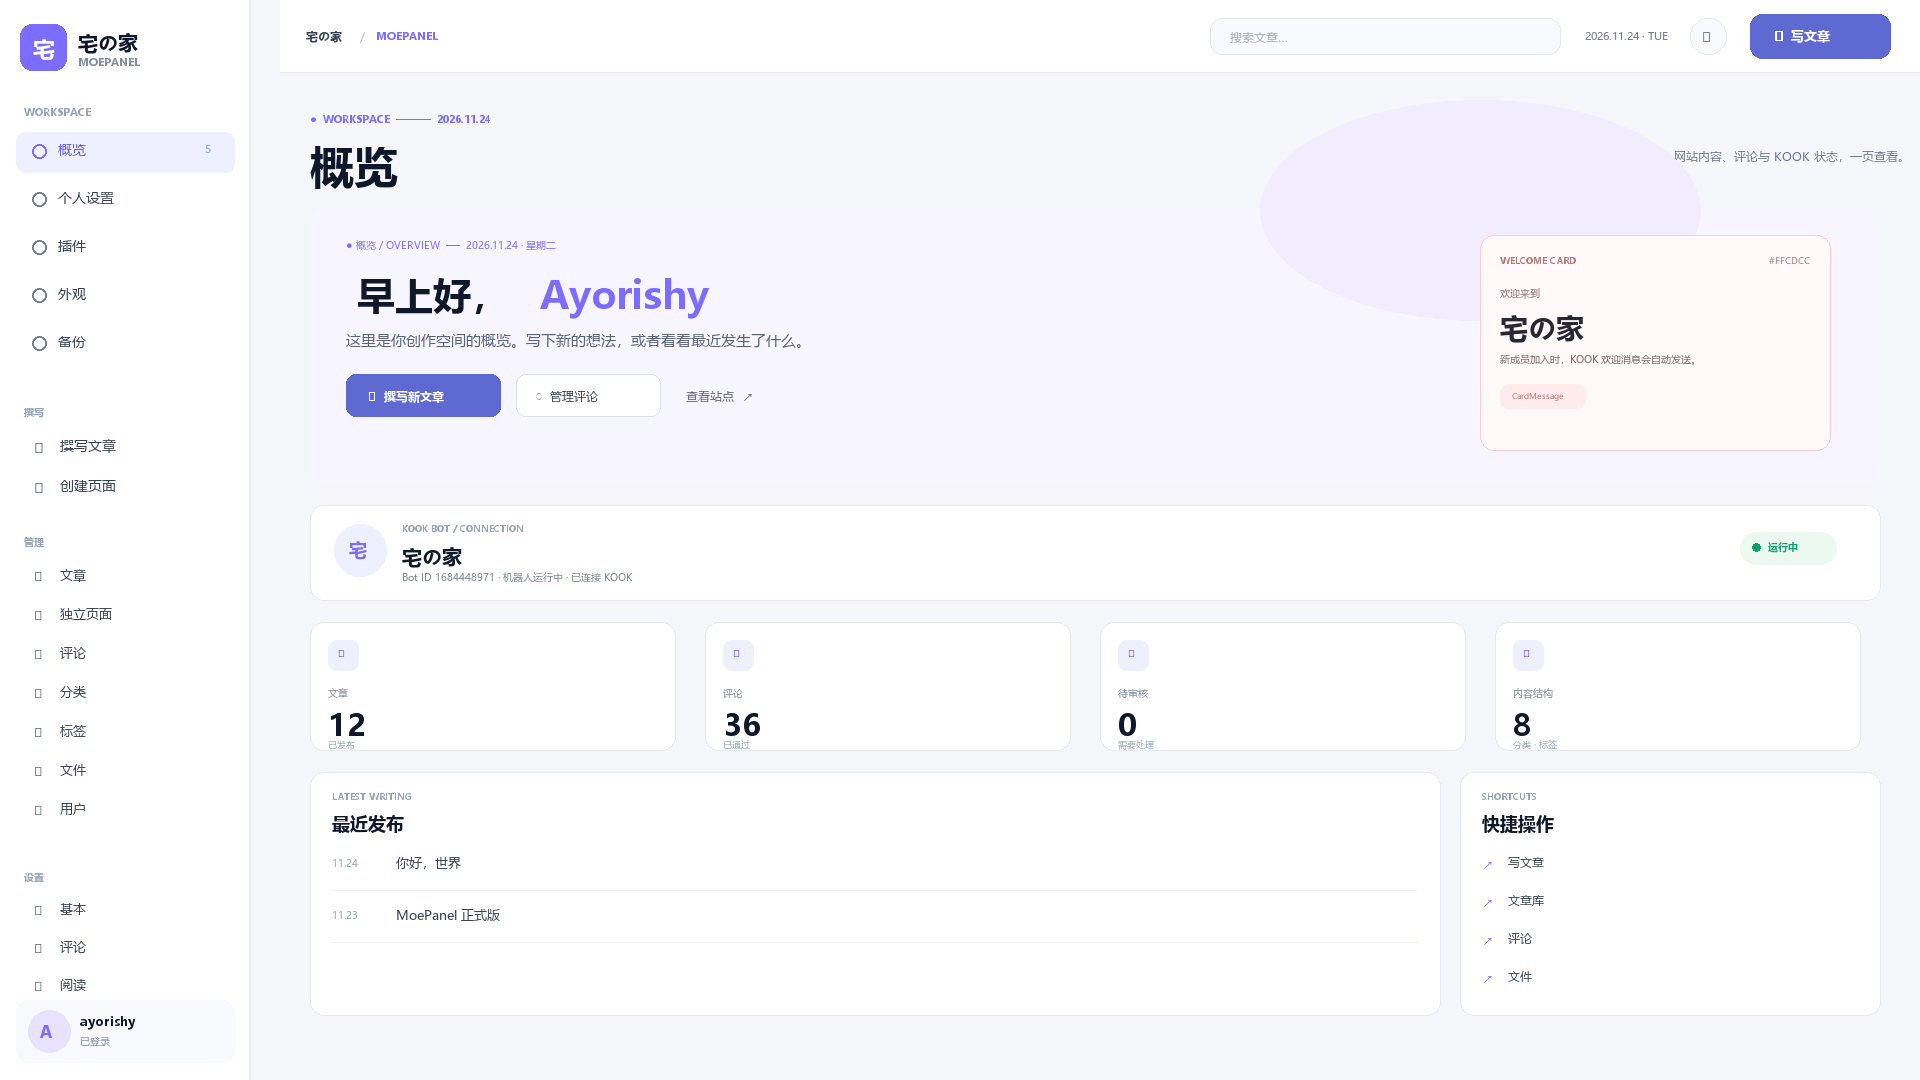 宅
宅の家
MOEPANEL
WORKSPACE
概览 5
个人设置
插件
外观
备份
撰写
撰写文章
创建页面
管理
文章
独立页面
评论
分类
标签
文件
用户
设置
基本
评论
阅读
A
ayorishy
已登录
宅の家 / MOEPANEL
搜索文章...
2026.11.24 · TUE
写文章
● WORKSPACE —— 2026.11.24
概览
网站内容、评论与 KOOK 状态，一页查看。
● 概览 / OVERVIEW — 2026.11.24 · 星期二
早上好， Ayorishy
这里是你创作空间的概览。写下新的想法，或者看看最近发生了什么。
撰写新文章
○ 管理评论
查看站点 ↗
WELCOME CARD #FFCDCC
欢迎来到
宅の家
新成员加入时，KOOK 欢迎消息会自动发送。
CardMessage
宅
KOOK BOT / CONNECTION
宅の家
Bot ID 1684448971 · 机器人运行中 · 已连接 KOOK
● 运行中
文章
12
已发布
评论
36
已通过
待审核
0
需要处理
内容结构
8
分类 · 标签
LATEST WRITING
最近发布
11.24 你好，世界
11.23 MoePanel 正式版
SHORTCUTS
快捷操作
↗ 写文章
↗ 文章库
↗ 评论
↗ 文件